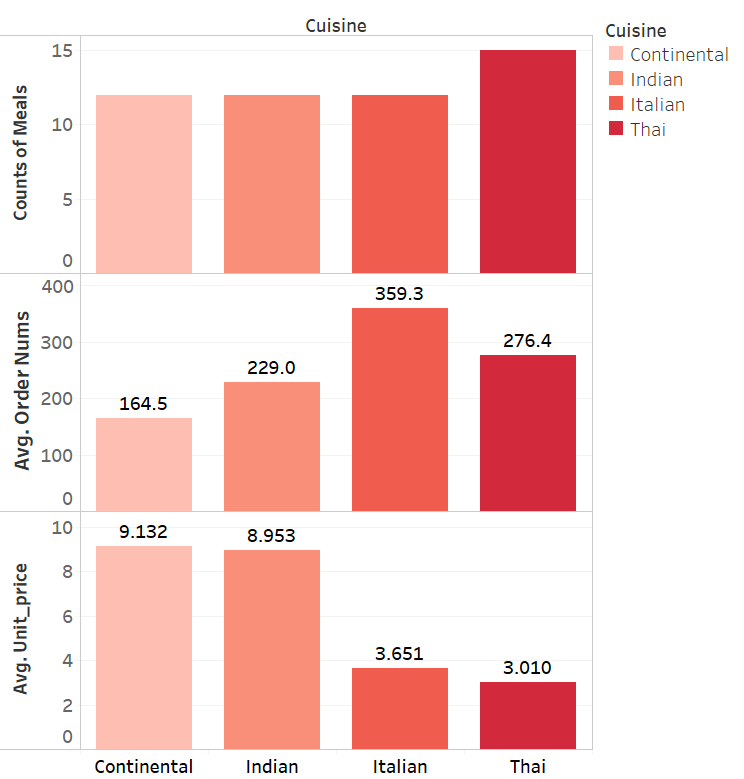 Cuisine
Cuisine
Continental
Indian
Italian
Thai
Counts of Meals
15
10
5
0
Avg. Order Nums
400
300
200
100
0
164.5
229.0
359.3
276.4
Avg. Unit_price
10
8
6
4
2
0
9.132
8.953
3.651
3.010
Continental Indian Italian Thai